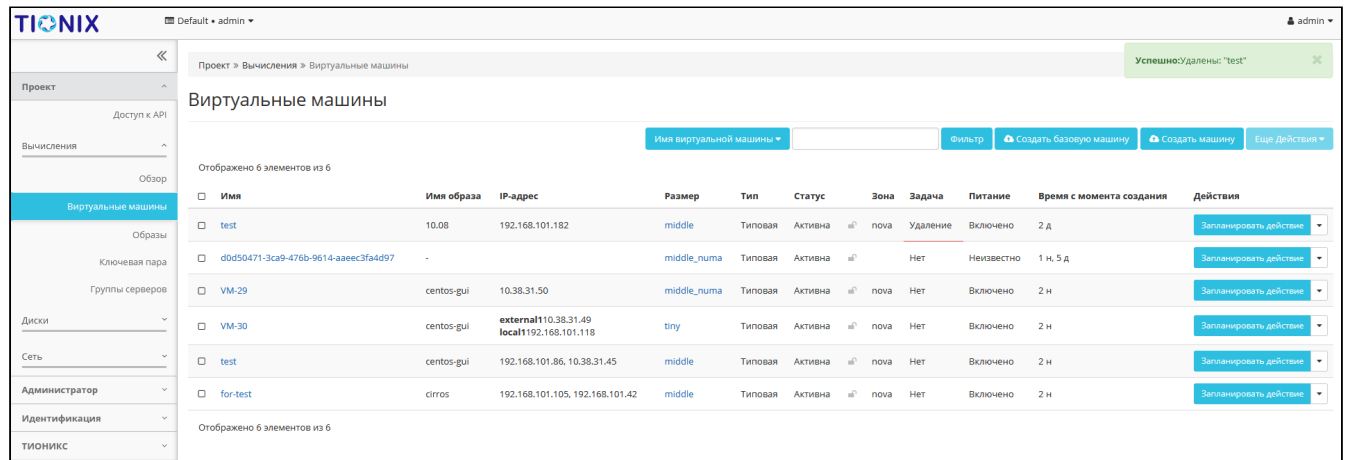 TIONIX
Default • admin
admin
Проект » Вычисления » Виртуальные машины
Успешно:Удалены: "test"
Проект
Доступ к API
Вычисления
Обзор
Виртуальные машины
Образы
Ключевая пара
Группы серверов
Диски
Сеть
Администратор
Идентификация
ТИОНИКС
Виртуальные машины
Имя виртуальной машины Фильтр Создать базовую машину Создать машину Еще Действия
Отображено 6 элементов из 6
Имя Имя образа IP-адрес Размер Тип Статус Зона Задача Питание Время с момента создания Действия
test 10.08 192.168.101.182 middle Типовая Активна nova Удаление Включено 2 д Запланировать действие
d0d50471-3ca9-476b-9614-aaeec3fa4d97 - middle_numa Типовая Активна Нет Неизвестно 1 н, 5 д Запланировать действие
VM-29 centos-gui 10.38.31.50 middle_numa Типовая Активна nova Нет Включено 2 н Запланировать действие
VM-30 centos-gui external110.38.31.49 tiny Типовая Активна nova Нет Включено 2 н Запланировать действие
local1192.168.101.118
test centos-gui 192.168.101.86, 10.38.31.45 middle Типовая Активна nova Нет Включено 2 н Запланировать действие
for-test cirros 192.168.101.105, 192.168.101.42 middle Типовая Активна nova Нет Включено 2 н Запланировать действие
Отображено 6 элементов из 6